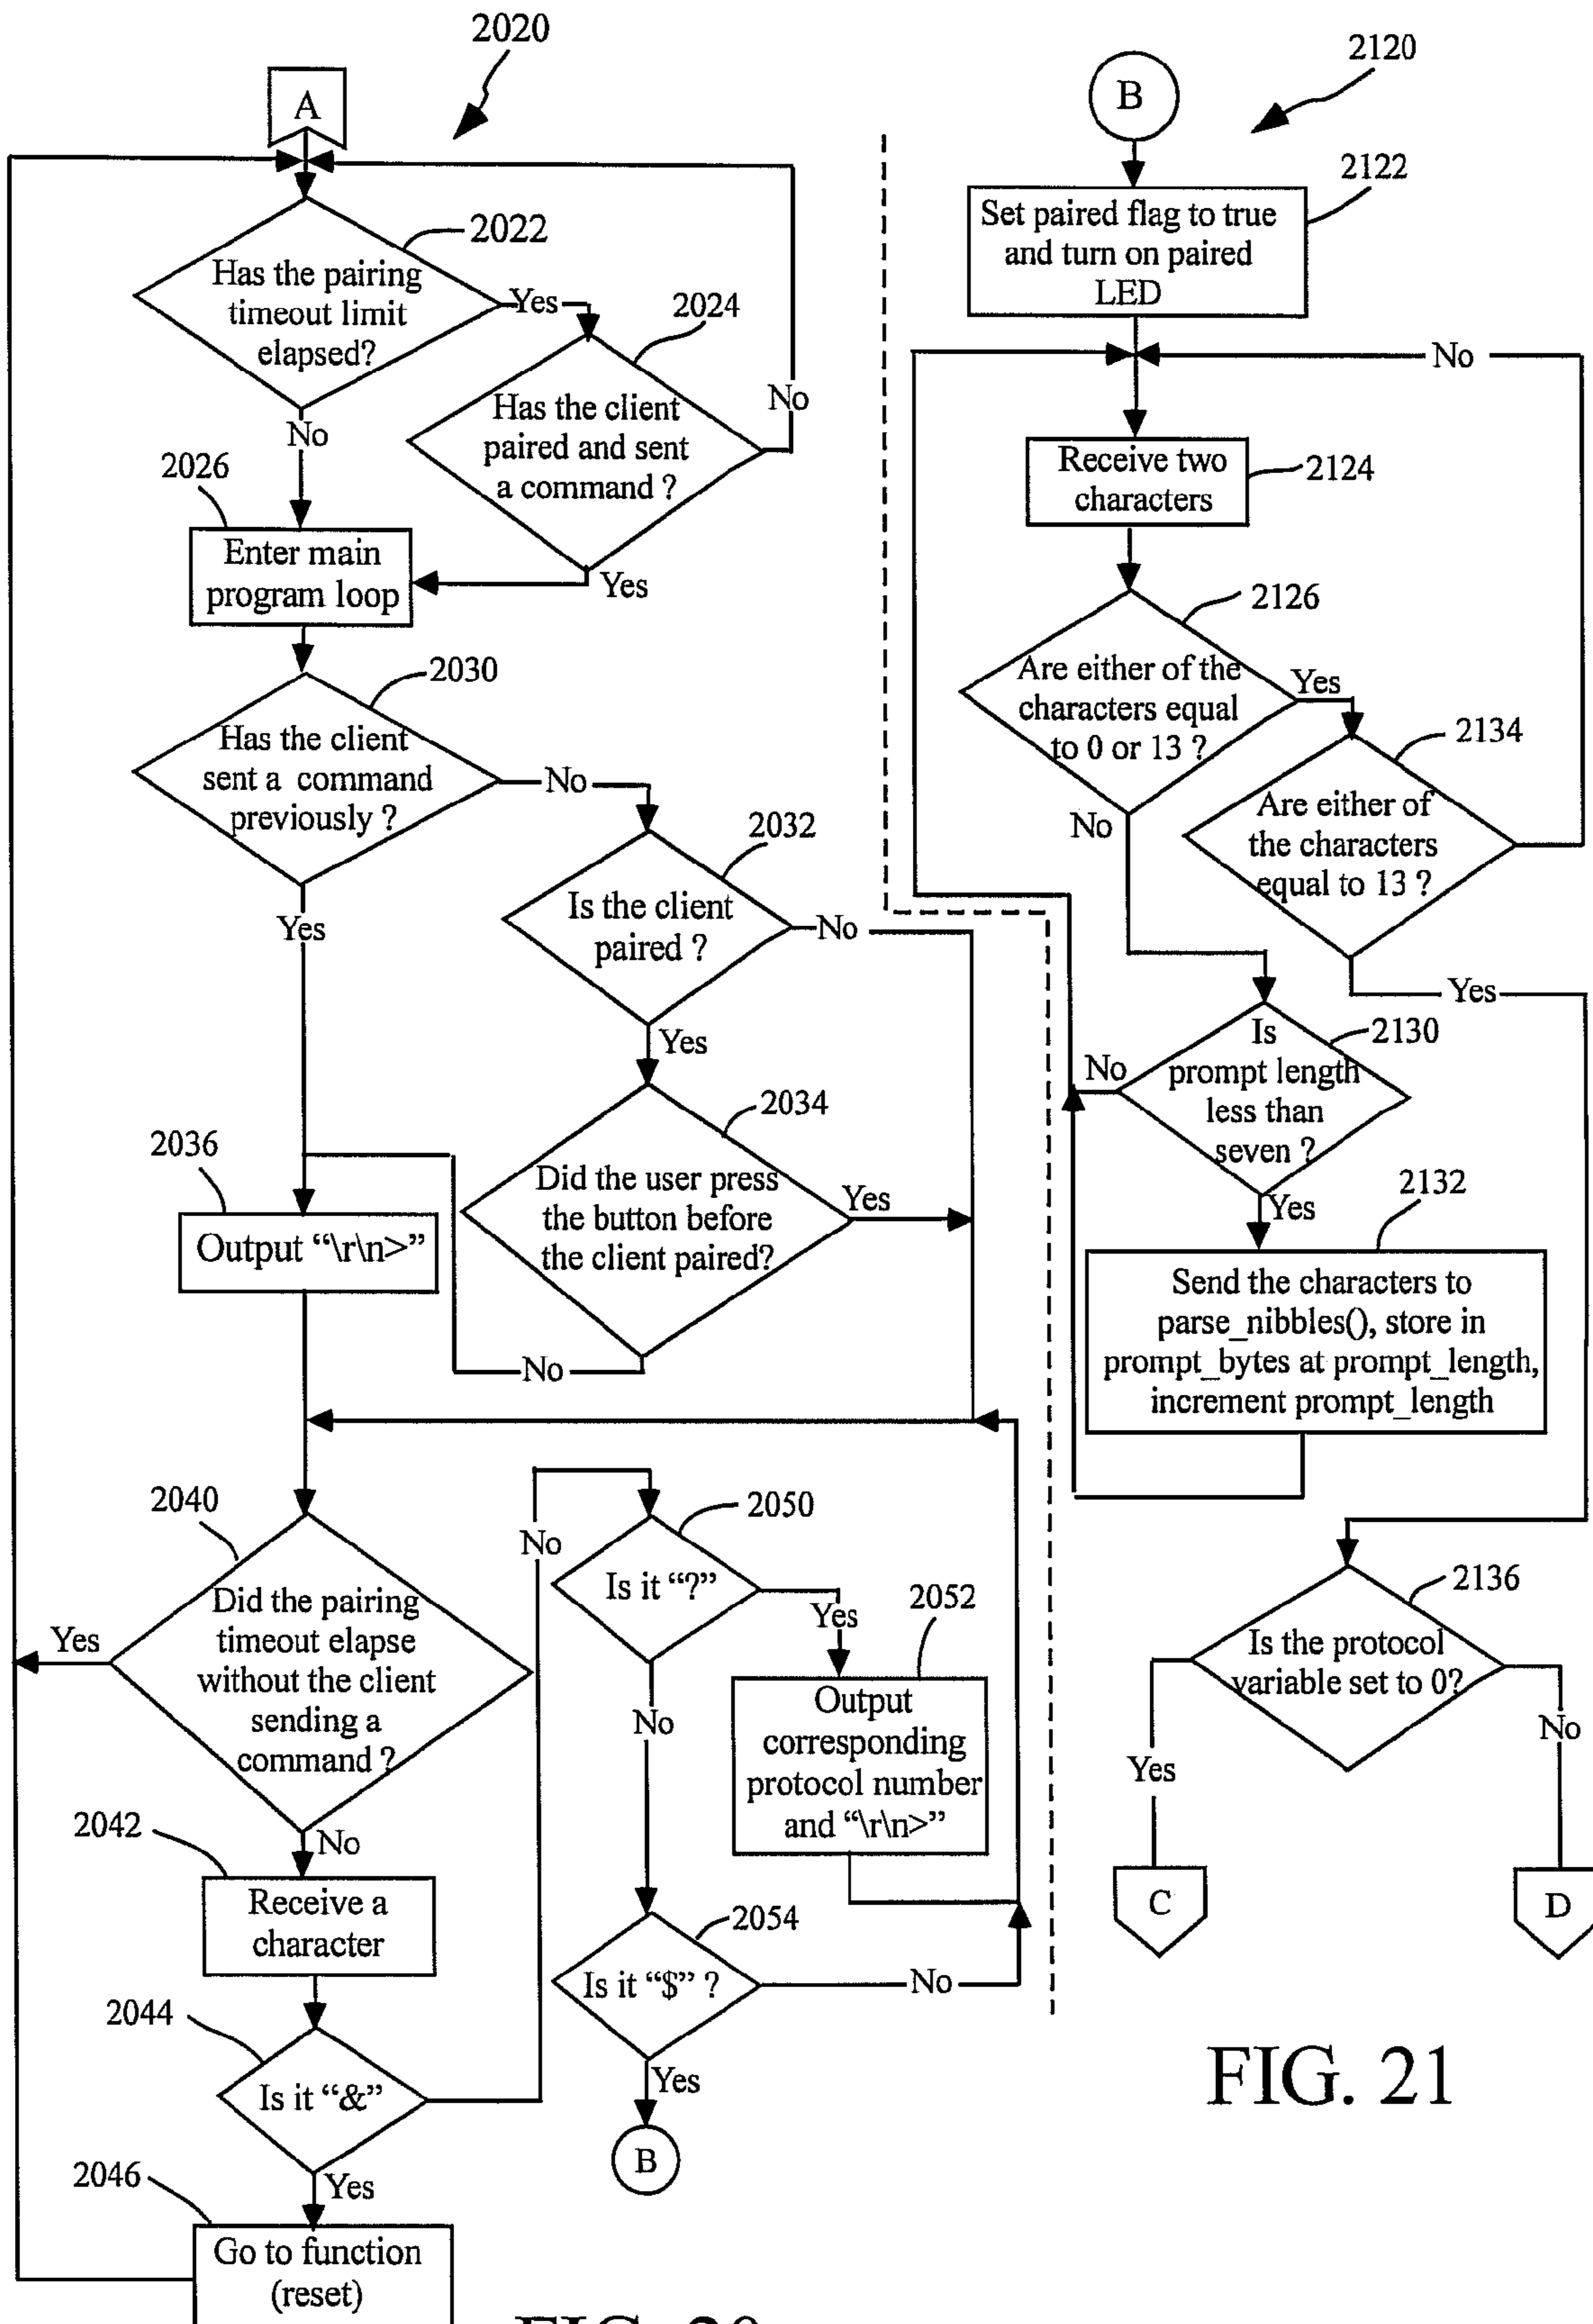 2020
A
2022
Has the pairing
timeout limit
elapsed?
Yes
2024
Has the client
paired and sent
a command ?
No
No
Yes
2026
Enter main
program loop
2030
Has the client
sent a command
previously ?
No
Yes
2032
Is the client
paired ?
No
Yes
2034
Did the user press
the button before
the client paired?
Yes
No
2036
Output “\r\n>”
2040
Did the pairing
timeout elapse
without the client
sending a
command ?
Yes
No
2042
Receive a
character
2044
Is it “&”
No
Yes
2046
Go to function
(reset)
2050
Is it “?”
Yes
No
2052
Output
corresponding
protocol number
and “\r\n>”
2054
Is it “$” ?
No
Yes
B
2120
B
2122
Set paired flag to true
and turn on paired
LED
No
2124
Receive two
characters
2126
Are either of the
characters equal
to 0 or 13 ?
Yes
No
2134
Are either of
the characters
equal to 13 ?
Yes
2130
Is
prompt length
less than
seven ?
No
Yes
2132
Send the characters to
parse_nibbles(), store in
prompt_bytes at prompt_length,
increment prompt_length
2136
Is the protocol
variable set to 0?
Yes
No
C
D
FIG. 21